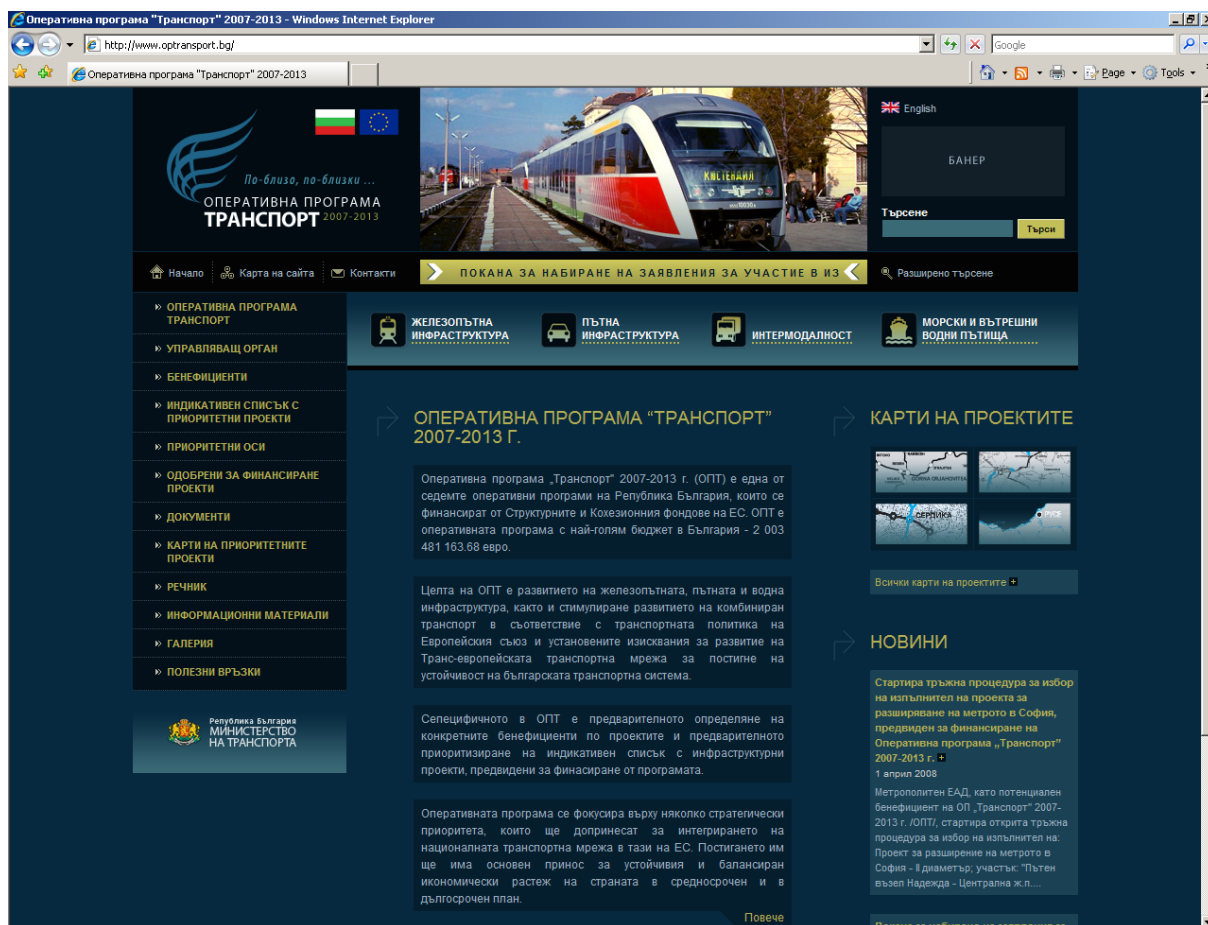 Оперативна програма "Транспорт" 2007-2013 - Windows Internet Explorer
http://www.optransport.bg/
Google
Оперативна програма "Транспорт" 2007-2013
Page
Tools
По-близо, по-близки ...
ОПЕРАТИВНА ПРОГРАМА
ТРАНСПОРТ 2007-2013
КЮСТЕНДИЛ
English
БАНЕР
Търсене
Търси
Начало
Карта на сайта
Контакти
ПОКАНА ЗА НАБИРАНЕ НА ЗАЯВЛЕНИЯ ЗА УЧАСТИЕ В ИЗ
Разширено търсене
ОПЕРАТИВНА ПРОГРАМА
ТРАНСПОРТ
УПРАВЛЯВАЩ ОРГАН
БЕНЕФИЦИЕНТИ
ИНДИКАТИВЕН СПИСЪК С
ПРИОРИТЕТНИ ПРОЕКТИ
ПРИОРИТЕТНИ ОСИ
ОДОБРЕНИ ЗА ФИНАНСИРАНЕ
ПРОЕКТИ
ДОКУМЕНТИ
КАРТИ НА ПРИОРИТЕТНИТЕ
ПРОЕКТИ
РЕЧНИК
ИНФОРМАЦИОННИ МАТЕРИАЛИ
ГАЛЕРИЯ
ПОЛЕЗНИ ВРЪЗКИ
Република България
МИНИСТЕРСТВО
НА ТРАНСПОРТА
ЖЕЛЕЗОПЪТНА
ИНФРАСТРУКТУРА
ПЪТНА
ИНФРАСТРУКТУРА
ИНТЕРМОДАЛНОСТ
МОРСКИ И ВЪТРЕШНИ
ВОДНИ ПЪТИЩА
ОПЕРАТИВНА ПРОГРАМА “ТРАНСПОРТ”
2007-2013 Г.
Оперативна програма „Транспорт” 2007-2013 г. (ОПТ) е една от
седемте оперативни програми на Република България, които се
финансират от Структурните и Кохезионния фондове на ЕС. ОПТ е
оперативната програма с най-голям бюджет в България - 2 003
481 163.68 евро.
Целта на ОПТ е развитието на железопътната, пътната и водна
инфраструктура, както и стимулиране развитието на комбиниран
транспорт в съответствие с транспортната политика на
Европейския съюз и установените изисквания за развитие на
Транс-европейската транспортна мрежа за постигне на
устойчивост на българската транспортна система.
Сепецифичното в ОПТ е предварителното определяне на
конкретните бенефициенти по проектите и предварителното
приоритизиране на индикативен списък с инфраструктурни
проекти, предвидени за финасиране от програмата.
Оперативната програма се фокусира върху няколко стратегически
приоритета, които ще допринесат за интегрирането на
националната транспортна мрежа в тази на ЕС. Постигането им
ще има основен принос за устойчивия и балансиран
икономически растеж на страната в средносрочен и в
дългосрочен план.
Повече
КАРТИ НА ПРОЕКТИТЕ
GORNA ORJAHOVITEA
СЕРДИКА
РУСЕ
Всички карти на проектите
НОВИНИ
Стартира тръжна процедура за избор
на изпълнител на проекта за
разширяване на метрото в София,
предвиден за финансиране на
Оперативна програма „Транспорт”
2007-2013 г.
1 април 2008
Метрополитен ЕАД, като потенциален
бенефициент на ОП „Транспорт” 2007-
2013 г. /ОПТ/, стартира открита тръжна
процедура за избор на изпълнител на:
Проект за разширение на метрото в
София - II диаметър; участък: "Пътен
възел Надежда - Централна ж.п....